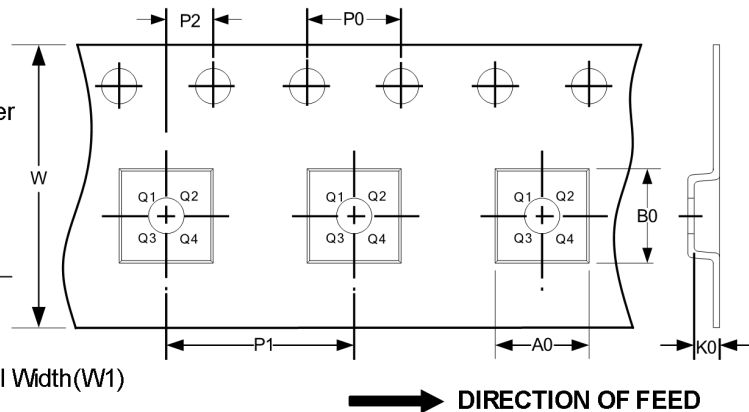 P2
P0
er
W
Q1 Q2
Q3 Q4
Q1 Q2
Q3 Q4
Q1 Q2
Q3 Q4
B0
P1
A0
K0
l Width(W1)
DIRECTION OF FEED